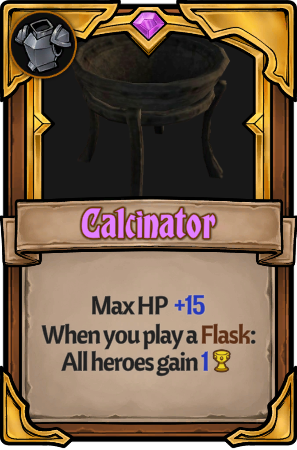 Calcinator
Max HP +15
When you play a Flask:
All heroes gain 1